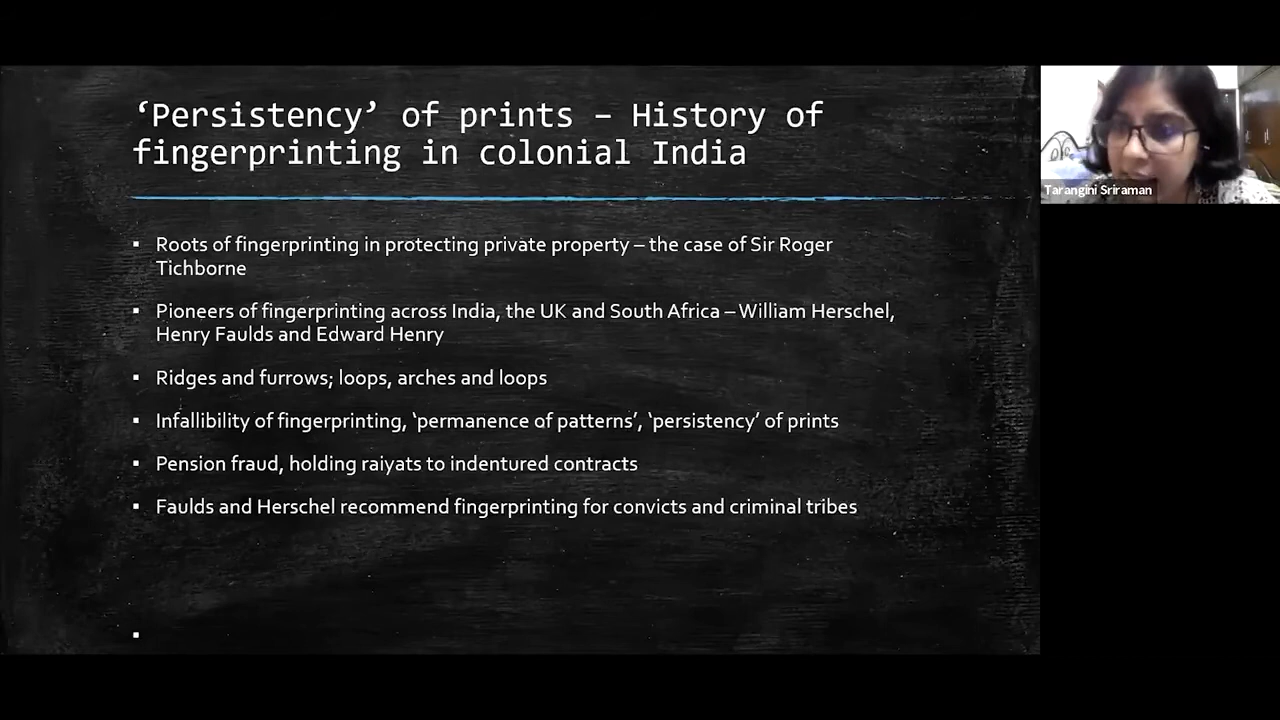 ‘Persistency’ of prints – History of
fingerprinting in colonial India
▪ Roots of fingerprinting in protecting private property – the case of Sir Roger
Tichborne
▪ Pioneers of fingerprinting across India, the UK and South Africa – William Herschel,
Henry Faulds and Edward Henry
▪ Ridges and furrows; loops, arches and loops
▪ Infallibility of fingerprinting, ‘permanence of patterns’, ‘persistency’ of prints
▪ Pension fraud, holding raiyats to indentured contracts
▪ Faulds and Herschel recommend fingerprinting for convicts and criminal tribes
▪
Tarangini Sriraman